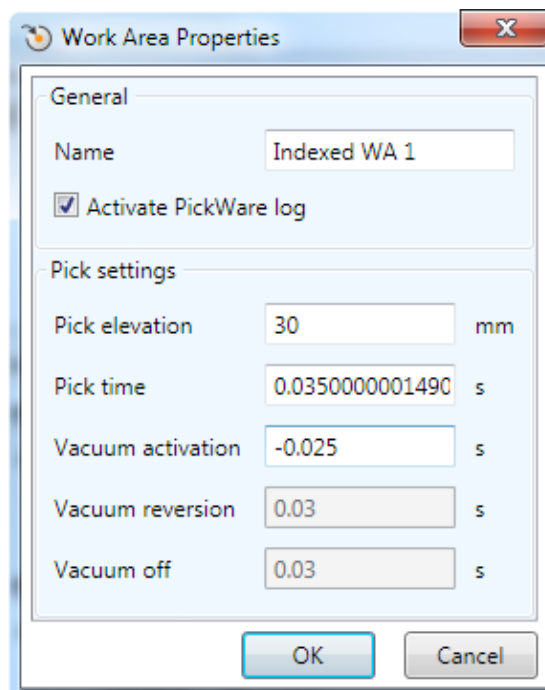 Work Area Properties
General
Name Indexed WA 1
Activate PickWare log
Pick settings
Pick elevation 30 mm
Pick time 0.0350000001490 s
Vacuum activation -0.025 s
Vacuum reversion 0.03 s
Vacuum off 0.03 s
OK Cancel